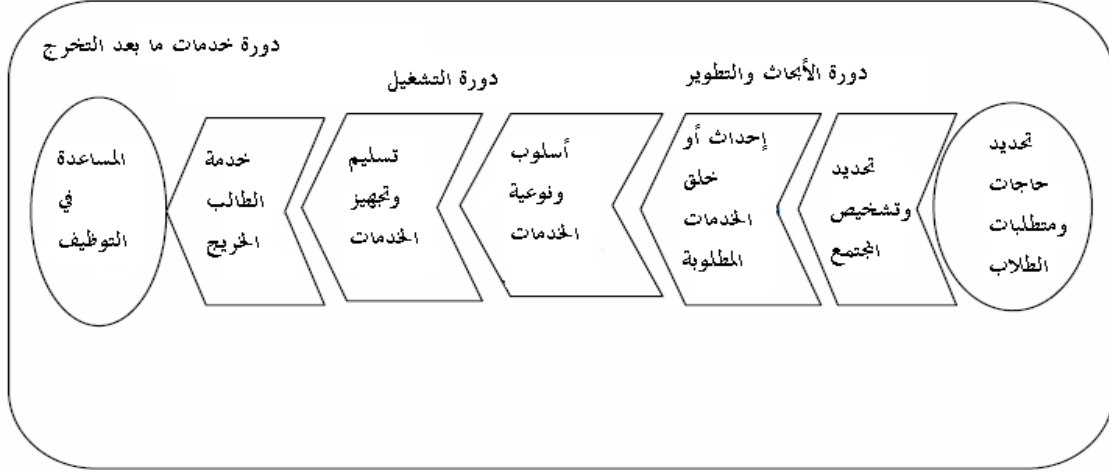 دورة خدمات ما بعد التخرج
دورة الأبحاث والتطوير
دورة التشغيل
تحديد
حاجات
ومتطلبات
الطلاب
تحديد
وتشخيص
المجتمع
إحداث أو
خلق
الخدمات
المطلوبة
أسلوب
ونوعية
الخدمات
تسليم
وتجهيز
الخدمات
خدمة
الطالب
الخريج
المساعدة
في
التوظيف